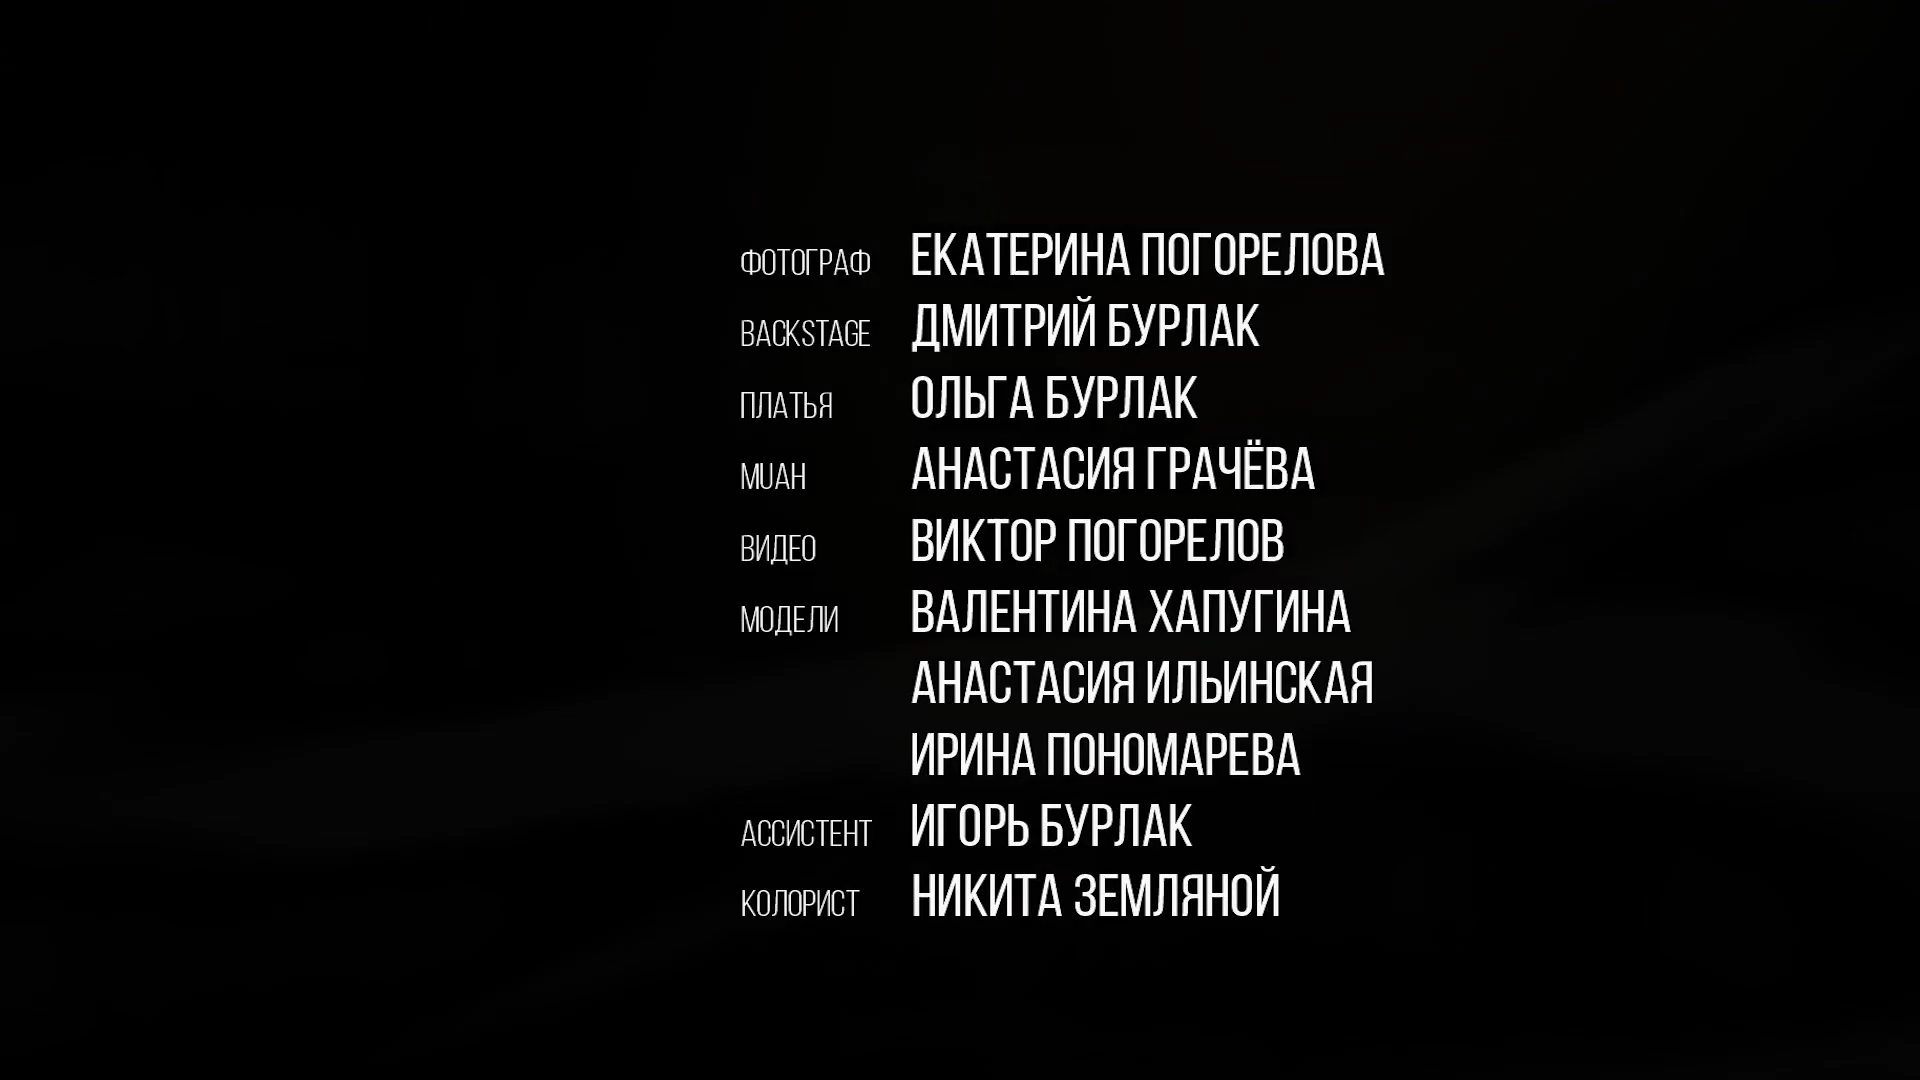 ФОТОГРАФ ЕКАТЕРИНА ПОГОРЕЛОВА
BACKSTAGE ДМИТРИЙ БУРЛАК
ПЛАТЬЯ ОЛЬГА БУРЛАК
MUAH АНАСТАСИЯ ГРАЧЁВА
ВИДЕО ВИКТОР ПОГОРЕЛОВ
МОДЕЛИ ВАЛЕНТИНА ХАПУГИНА
АНАСТАСИЯ ИЛЬИНСКАЯ
ИРИНА ПОНОМАРЕВА
АССИСТЕНТ ИГОРЬ БУРЛАК
КОЛОРИСТ НИКИТА ЗЕМЛЯНОЙ